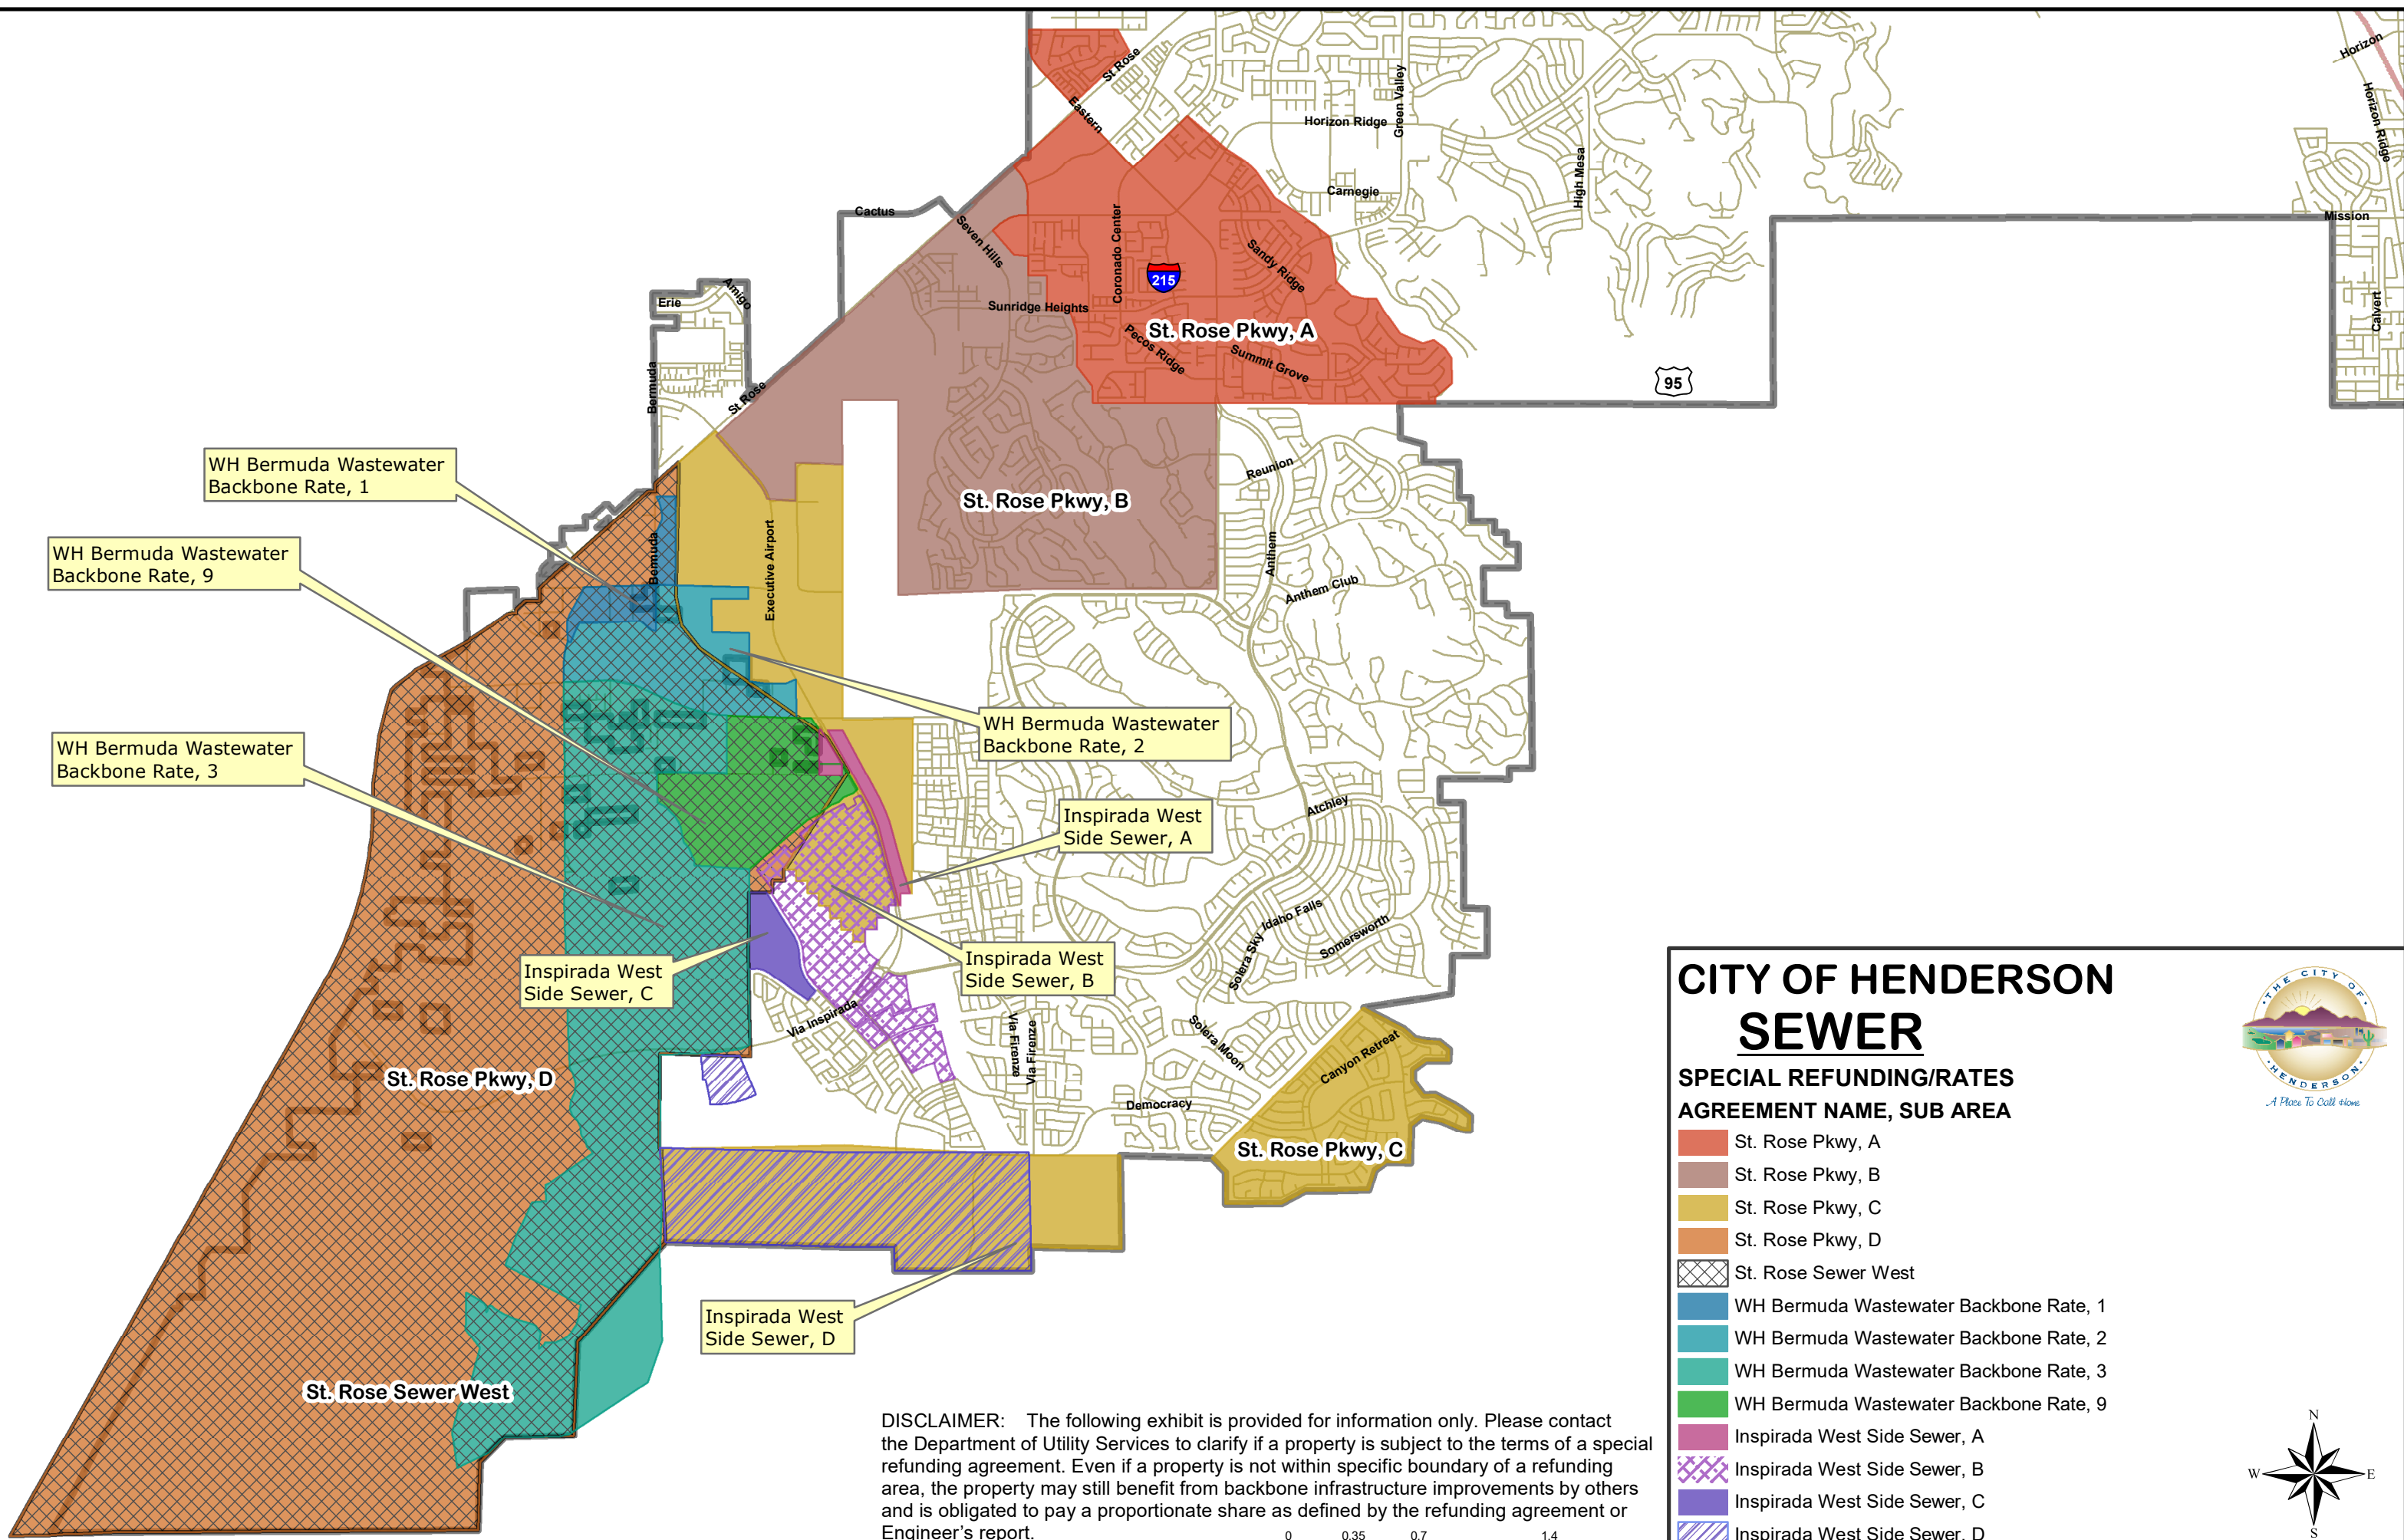 St Rose
Eastern
Horizon Ridge
Green Valley
Horizon
Horizon Ridge
High Mesa
Carnegie
Cactus
Seven Hills
Coronado Center
Sandy Ridge
215
Mission
Calvert
Erie
Amigo
Sunridge Heights
St. Rose Pkwy, A
Pecos Ridge
Summit Grove
95
Bermuda
St Rose
WH Bermuda Wastewater
Backbone Rate, 1
Reunion
St. Rose Pkwy, B
WH Bermuda Wastewater
Backbone Rate, 9
Bermuda
Executive Airport
Anthem
Anthem Club
WH Bermuda Wastewater
Backbone Rate, 2
WH Bermuda Wastewater
Backbone Rate, 3
Inspirada West
Side Sewer, A
Atchley
Idaho Falls
Solera Sky
Somersworth
Inspirada West
Side Sewer, B
Inspirada West
Side Sewer, C
Via Inspirada
Via Firenze
Via Firenze
Solera Moon
Canyon Retreat
St. Rose Pkwy, D
Democracy
St. Rose Pkwy, C
Inspirada West
Side Sewer, D
St. Rose Sewer West
CITY OF HENDERSON
SEWER
SPECIAL REFUNDING/RATES
AGREEMENT NAME, SUB AREA
St. Rose Pkwy, A
St. Rose Pkwy, B
St. Rose Pkwy, C
St. Rose Pkwy, D
St. Rose Sewer West
WH Bermuda Wastewater Backbone Rate, 1
WH Bermuda Wastewater Backbone Rate, 2
WH Bermuda Wastewater Backbone Rate, 3
WH Bermuda Wastewater Backbone Rate, 9
Inspirada West Side Sewer, A
Inspirada West Side Sewer, B
Inspirada West Side Sewer, C
Inspirada West Side Sewer, D
THE CITY OF
HENDERSON
A Place To Call Home
N
W E
S
DISCLAIMER: The following exhibit is provided for information only. Please contact
the Department of Utility Services to clarify if a property is subject to the terms of a special
refunding agreement. Even if a property is not within specific boundary of a refunding
area, the property may still benefit from backbone infrastructure improvements by others
and is obligated to pay a proportionate share as defined by the refunding agreement or
Engineer's report.
0 0.35 0.7 1.4